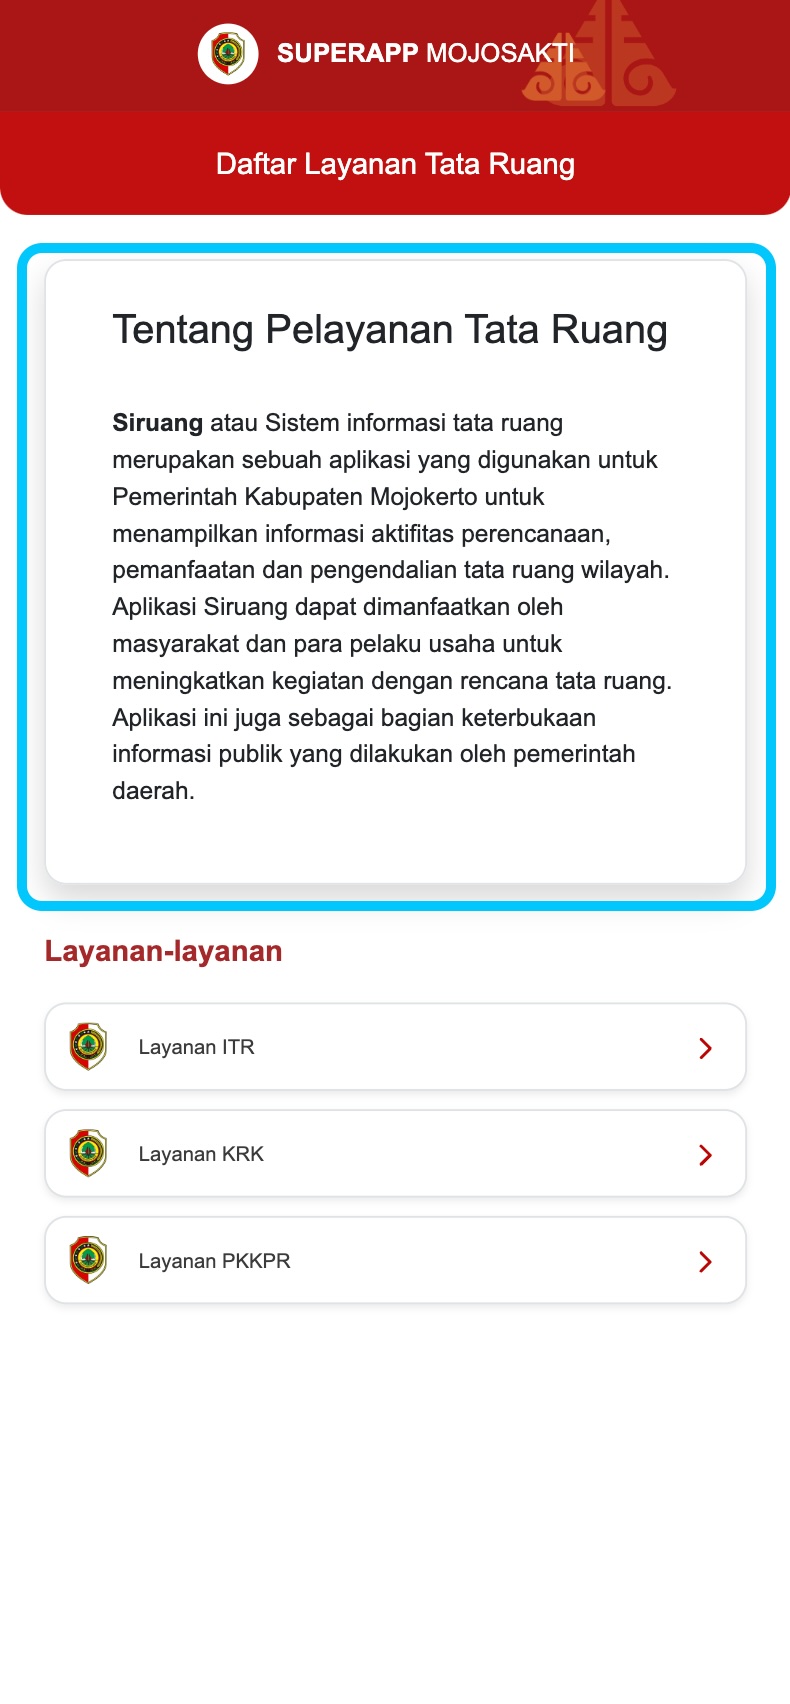 SUPERAPP MOJOSAKTI
Daftar Layanan Tata Ruang
Tentang Pelayanan Tata Ruang
Siruang atau Sistem informasi tata ruang
merupakan sebuah aplikasi yang digunakan untuk
Pemerintah Kabupaten Mojokerto untuk
menampilkan informasi aktifitas perencanaan,
pemanfaatan dan pengendalian tata ruang wilayah.
Aplikasi Siruang dapat dimanfaatkan oleh
masyarakat dan para pelaku usaha untuk
meningkatkan kegiatan dengan rencana tata ruang.
Aplikasi ini juga sebagai bagian keterbukaan
informasi publik yang dilakukan oleh pemerintah
daerah.
Layanan-layanan
Layanan ITR
Layanan KRK
Layanan PKKPR